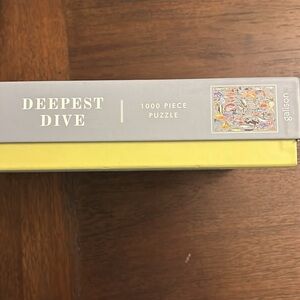 DEEPEST
DIVE
1000 PIECE
PUZZLE
galison